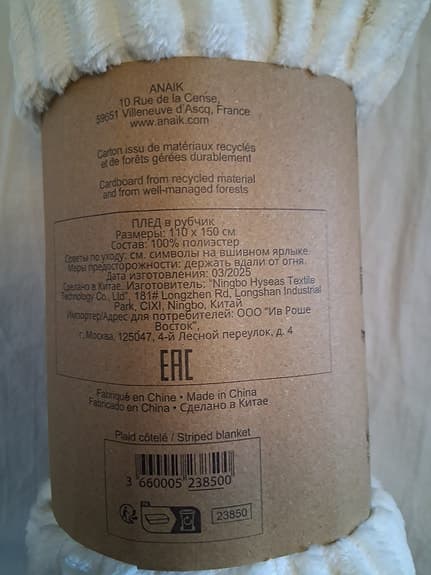 ANAIK
10 Rue de la Cense,
59651 Villeneuve d'Ascq, France
www.anaik.com
Carton issu de matériaux recyclés
et de forêts gérées durablement
Cardboard from recycled material
and from well-managed forests
ПЛЕД в рубчик
Размеры: 110 x 150 см
Состав: 100% полиэстер
Советы по уходу: см. символы на вшивном ярлыке.
Меры предосторожности: держать вдали от огня.
Дата изготовления: 03/2025
Сделано в Китае. Изготовитель: "Ningbo Hyseas Textile
Technology Co., Ltd", 181# Longzhen Rd, Longshan Industrial
Park, CIXI, Ningbo, Китай
Импортер/Адрес для потребителей: ООО "Ив Роше
Восток",
г. Москва, 125047, 4-й Лесной переулок, д. 4
EAC
Fabriqué en Chine • Made in China
Fabricado en China • Сделано в Китае
Plaid côtelé / Striped blanket
3 660005 238500
23850